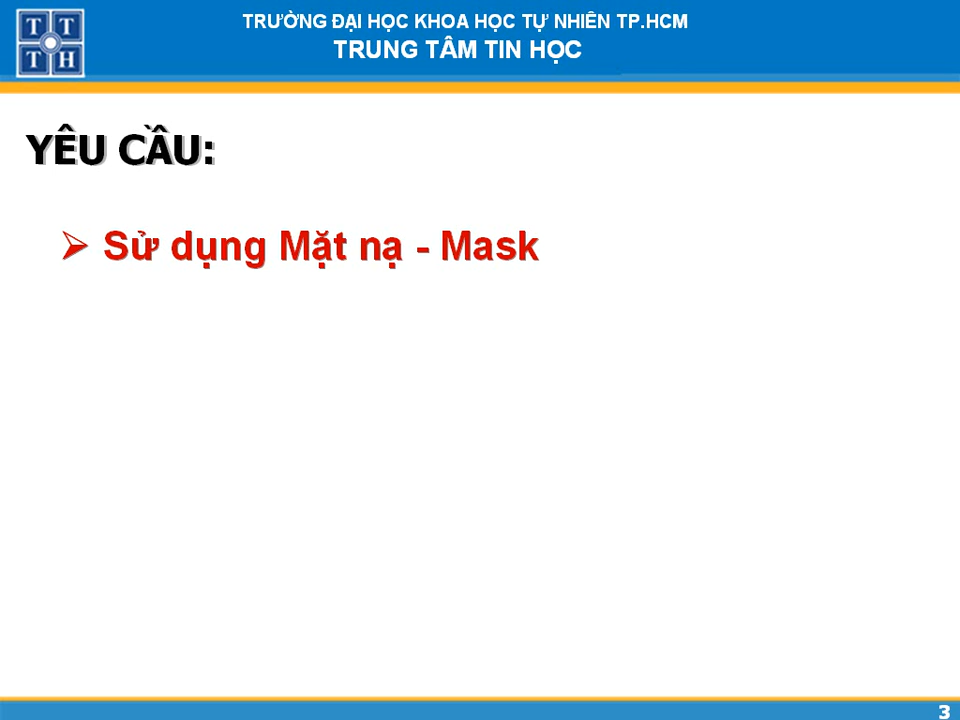 T T
T H
TRƯỜNG ĐẠI HỌC KHOA HỌC TỰ NHIÊN TP.HCM
TRUNG TÂM TIN HỌC
YÊU CẦU:
➢ Sử dụng Mặt nạ - Mask
3